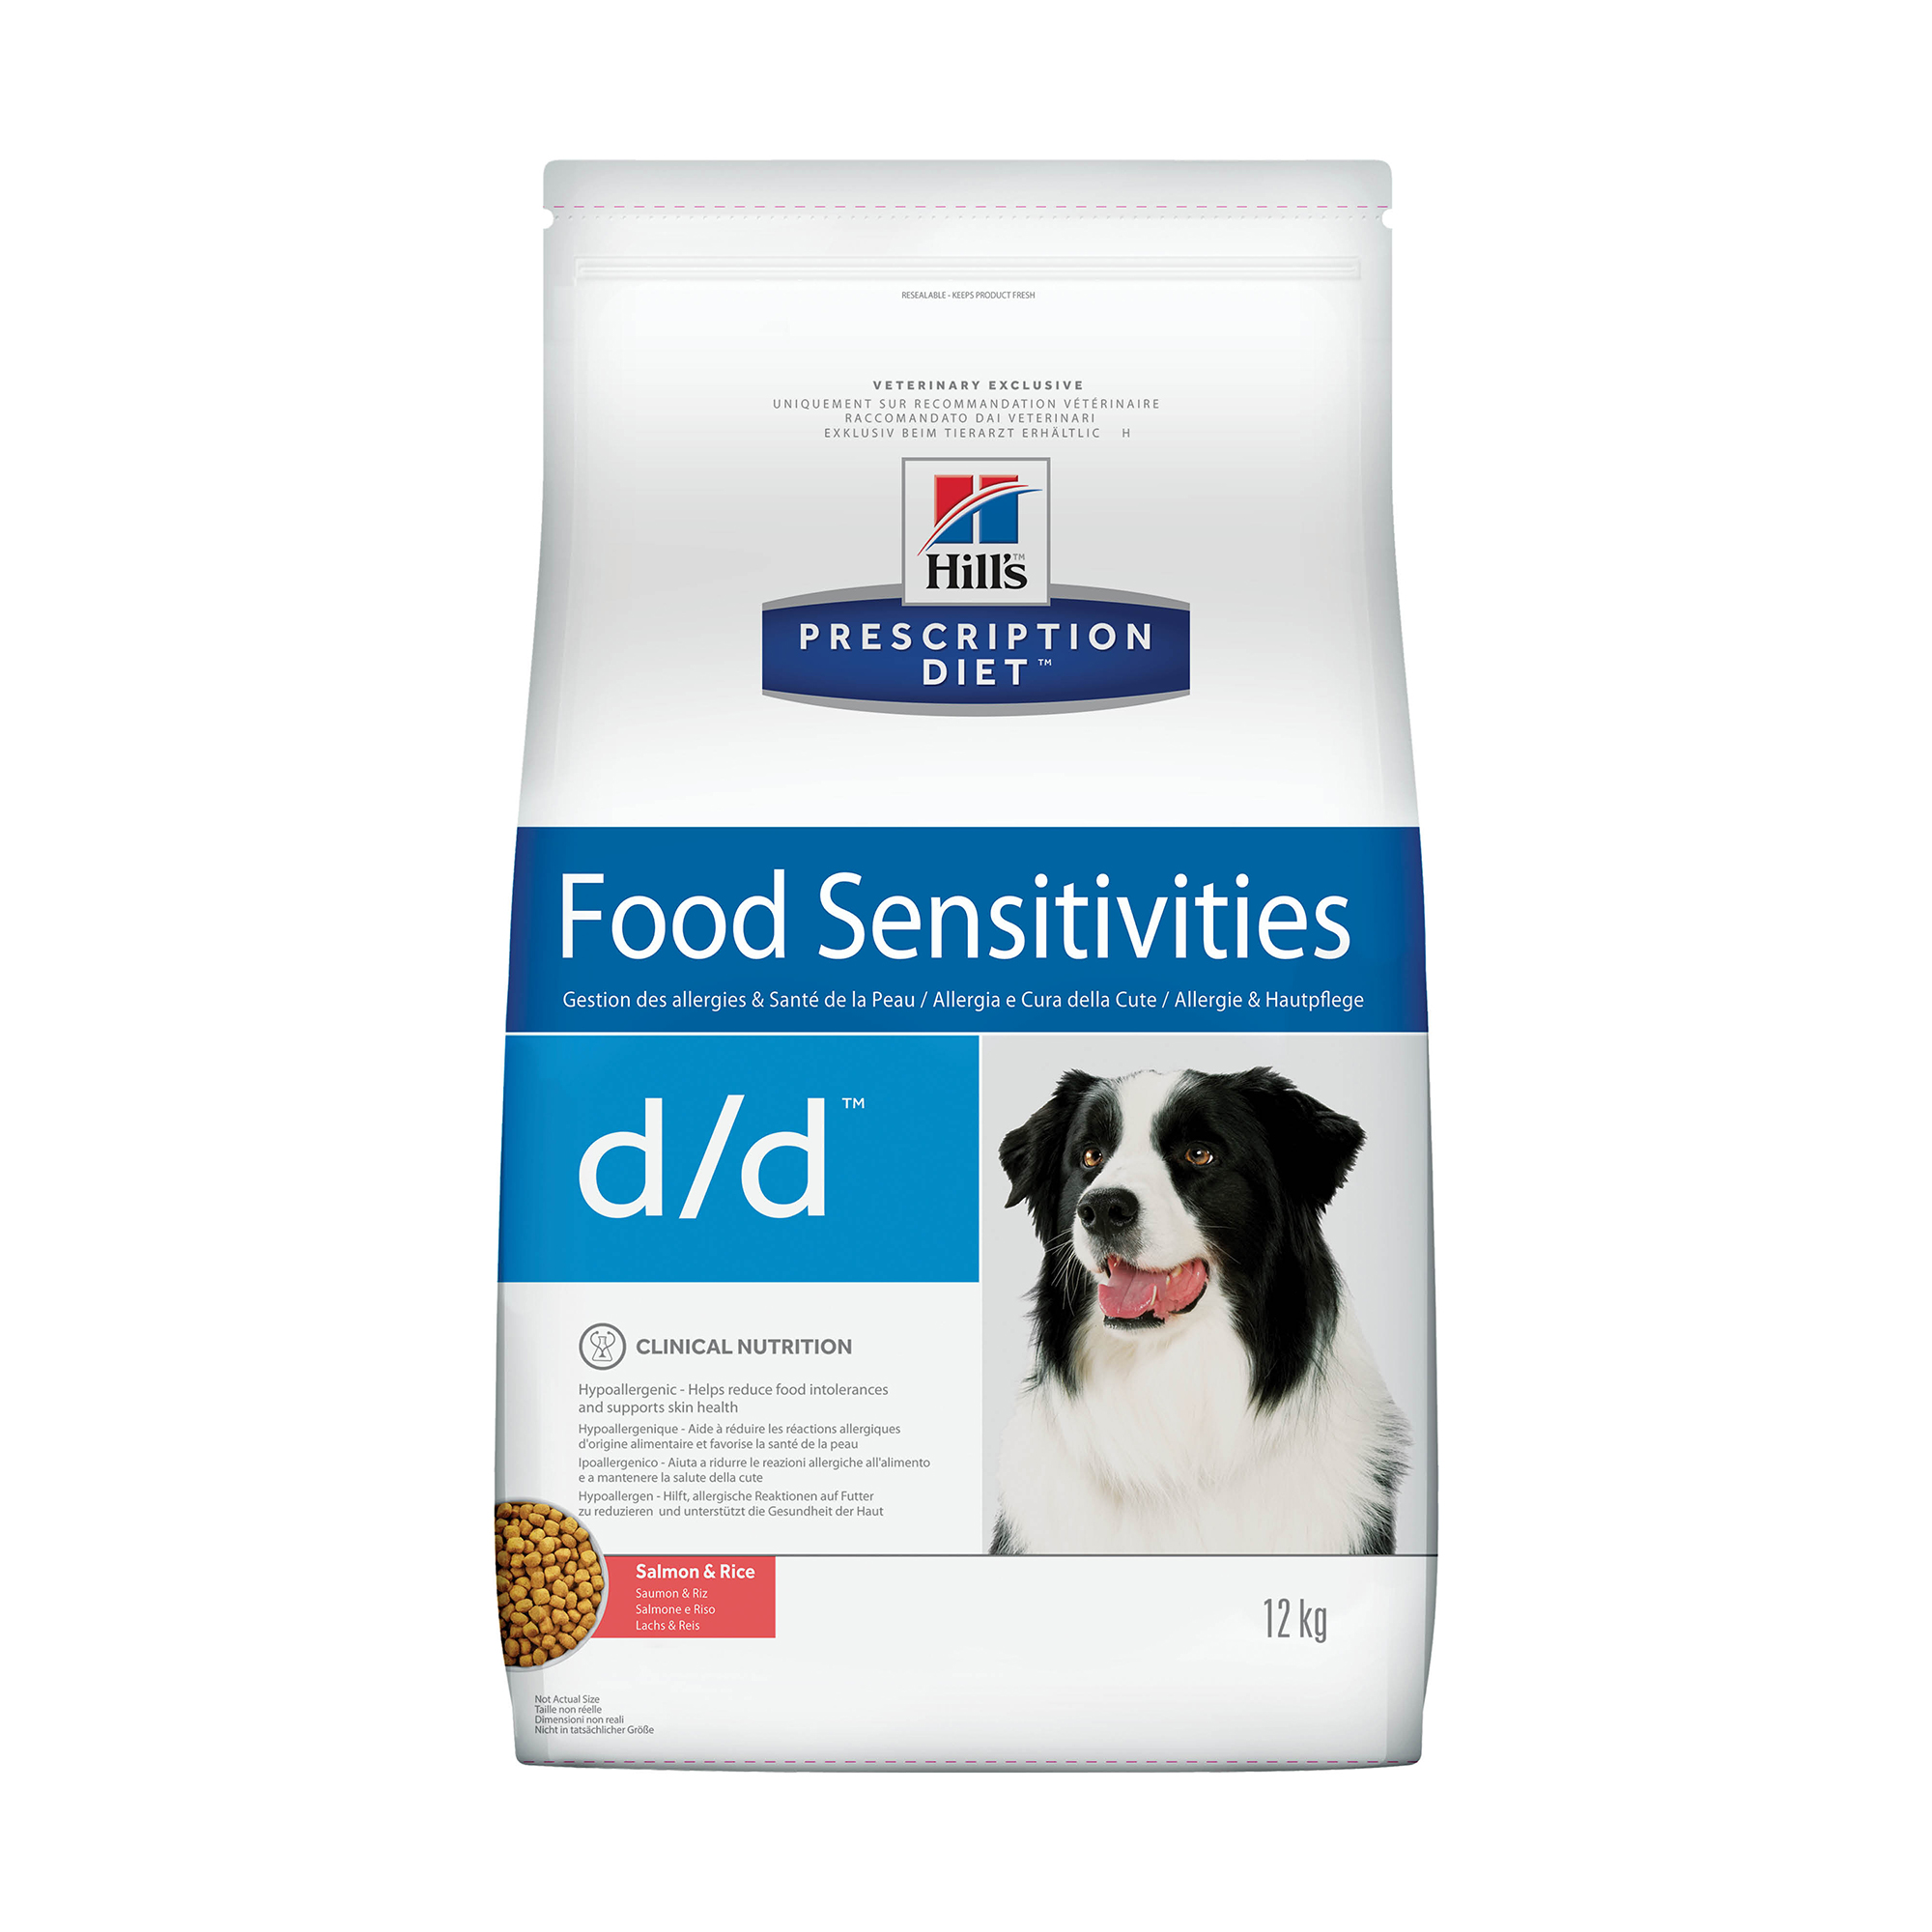 RESEALABLE - KEEPS PRODUCT FRESH
VETERINARY EXCLUSIVE
UNIQUEMENT SUR RECOMMANDATION VÉTÉRINAIRE
RACCOMANDATO DAI VETERINARI
EXKLUSIV BEIM TIERARZT ERHÄLTLIC H
Hill's™
PRESCRIPTION
DIET™
Food Sensitivities
Gestion des allergies & Santé de la Peau / Allergia e Cura della Cute / Allergie & Hautpflege
d/d™
CLINICAL NUTRITION
Hypoallergenic - Helps reduce food intolerances
and supports skin health
Hypoallergenique - Aide à réduire les réactions allergiques
d'origine alimentaire et favorise la santé de la peau
Ipoallergenico - Aiuta a ridurre le reazioni allergiche all'alimento
e a mantenere la salute della cute
Hypoallergen - Hilft, allergische Reaktionen auf Futter
zu reduzieren und unterstützt die Gesundheit der Haut
Salmon & Rice
Saumon & Riz
Salmone e Riso
Lachs & Reis
12 kg
Not Actual Size
Taille non réelle
Dimensioni non reali
Nicht in tatsächlicher Größe